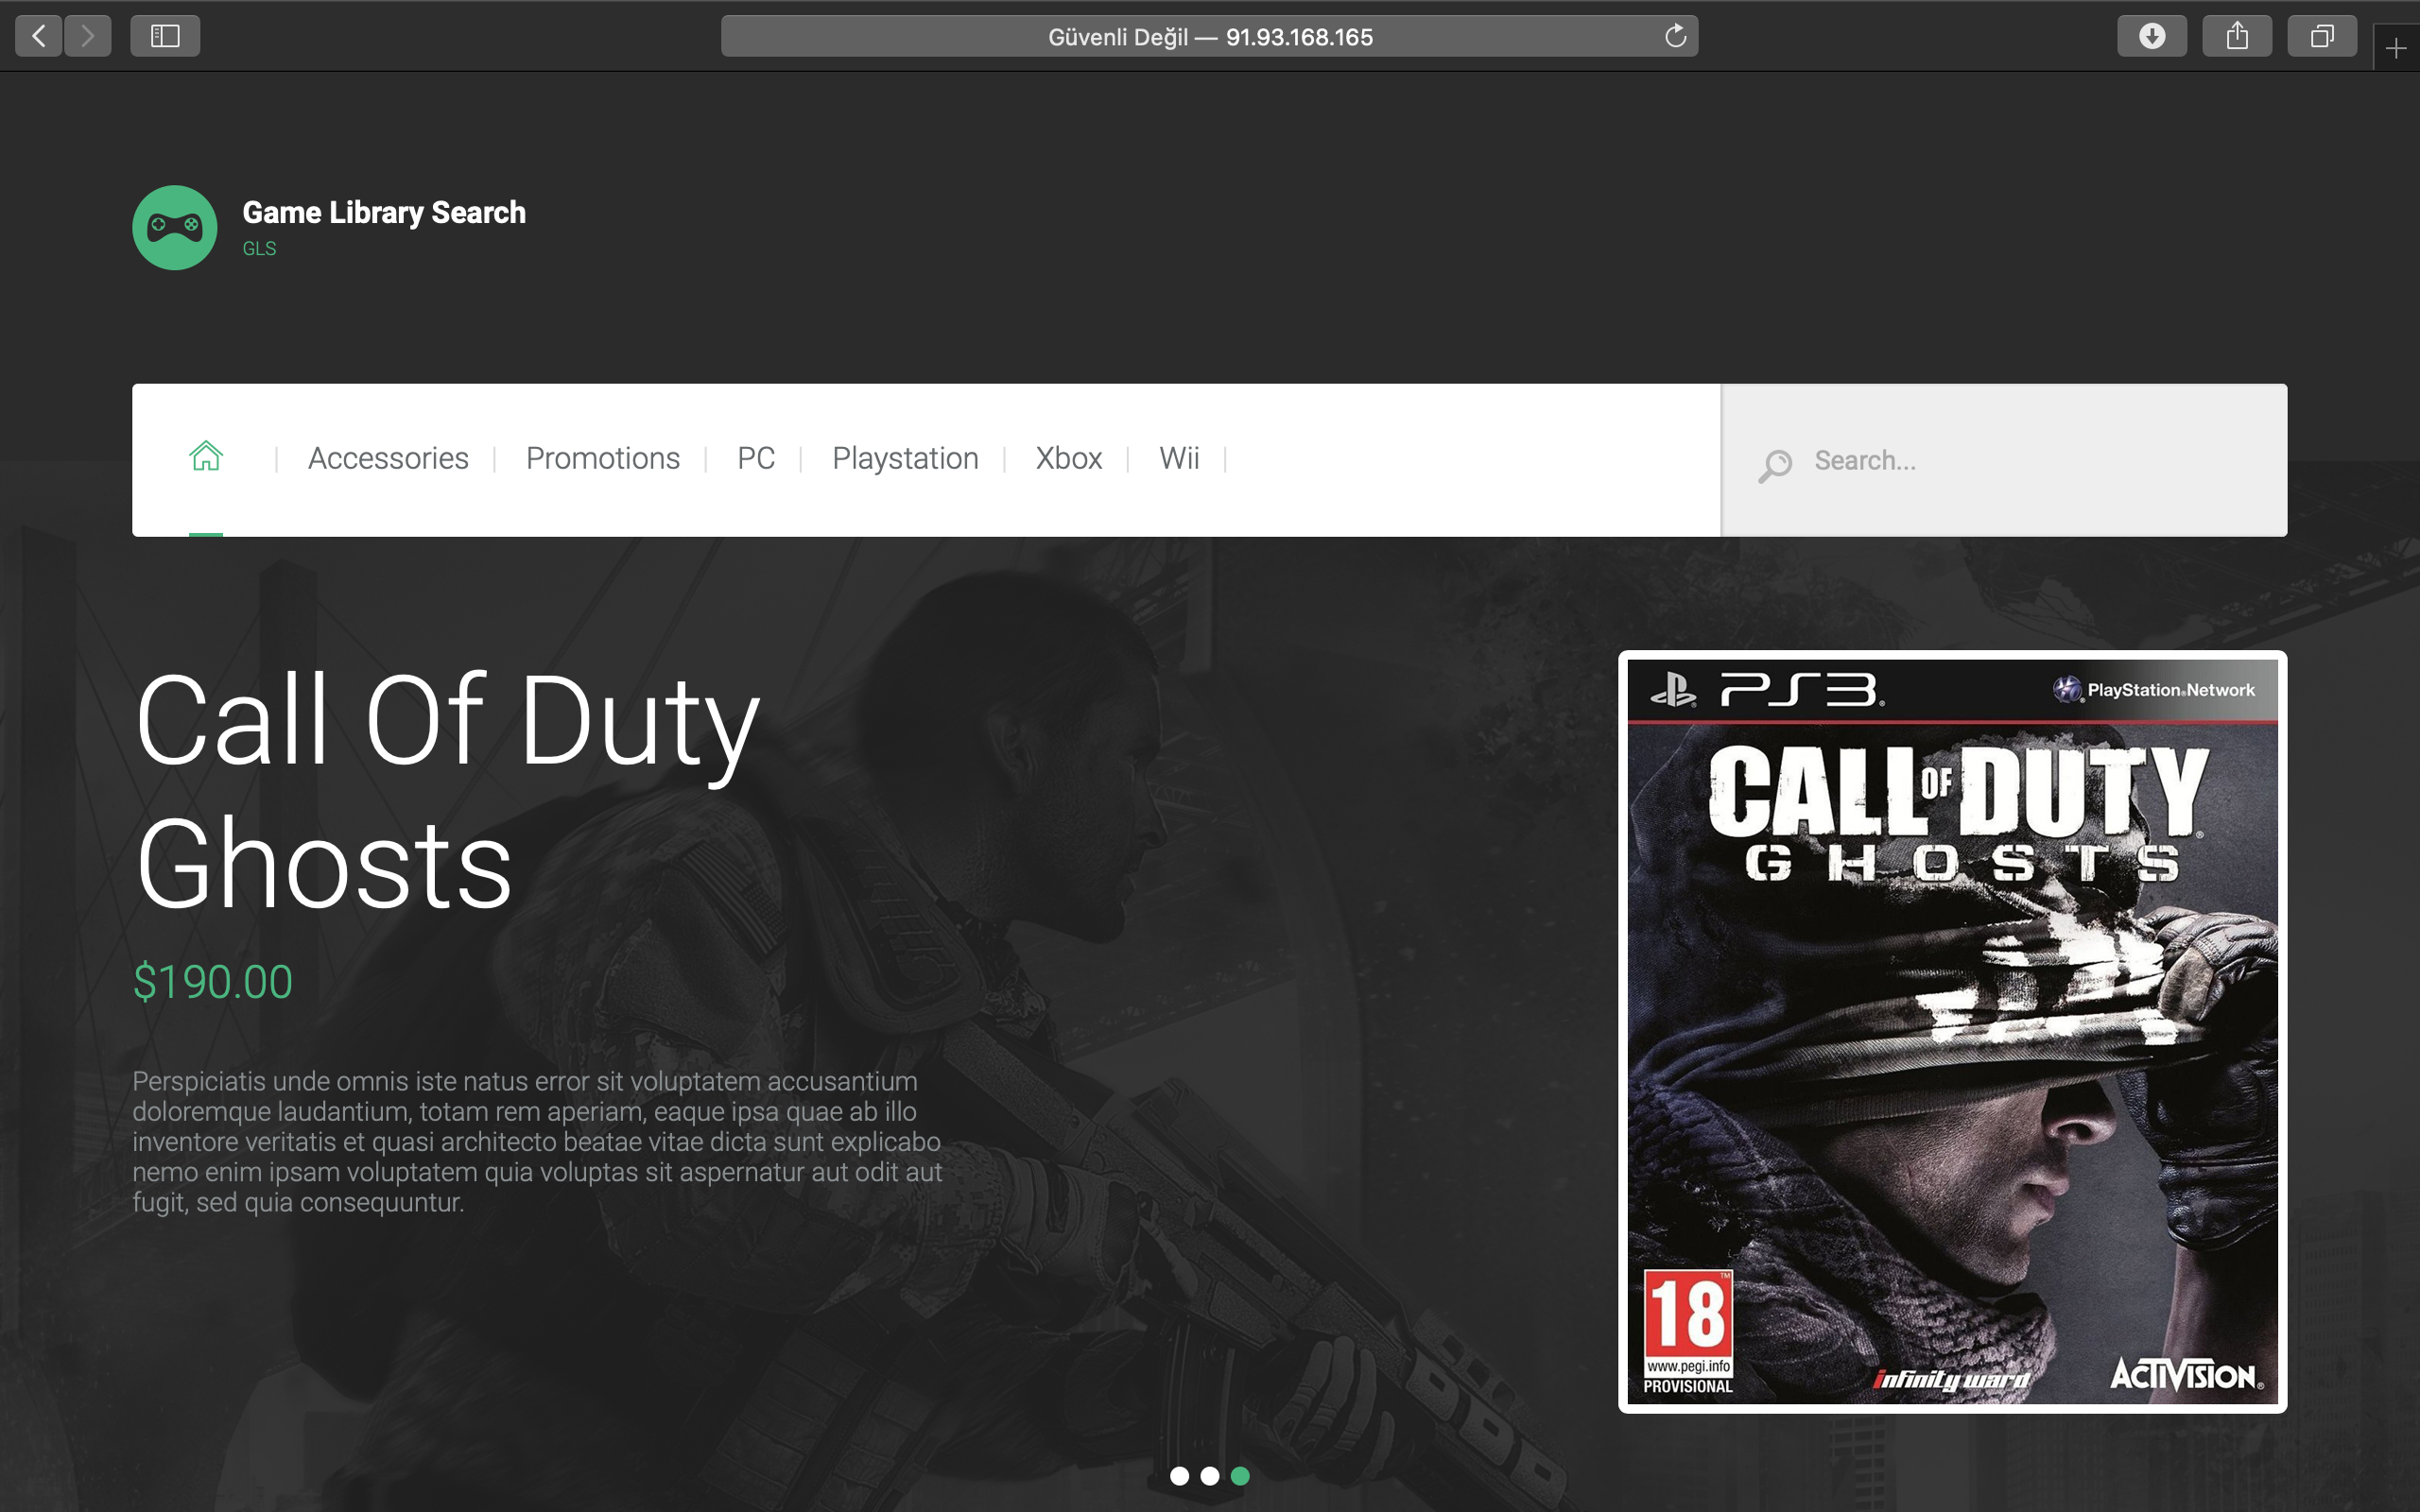 Güvenli Değil — 91.93.168.165
Game Library Search
GLS
Accessories | Promotions | PC | Playstation | Xbox | Wii |
Search...
Call Of Duty
Ghosts
$190.00
Perspiciatis unde omnis iste natus error sit voluptatem accusantium
doloremque laudantium, totam rem aperiam, eaque ipsa quae ab illo
inventore veritatis et quasi architecto beatae vitae dicta sunt explicabo
nemo enim ipsam voluptatem quia voluptas sit aspernatur aut odit aut
fugit, sed quia consequuntur.
PS3® PlayStation®Network
CALL OF DUTY®
GHOSTS
18™
www.pegi.info
PROVISIONAL
infinity ward
ACTIVISION®